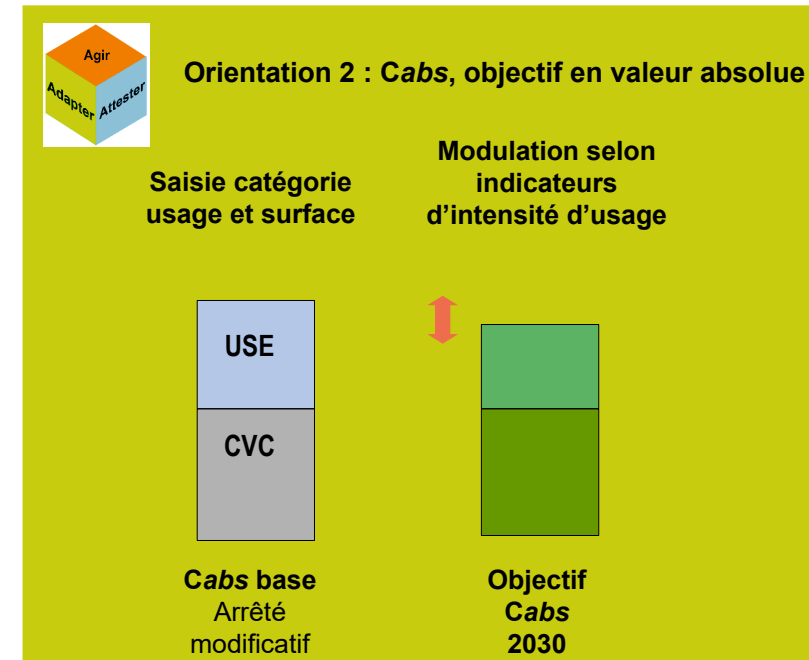 Agir
Adapter
Attester
Orientation 2 : Cabs, objectif en valeur absolue
Saisie catégorie
usage et surface
Modulation selon
indicateurs
d'intensité d'usage
USE
CVC
Cabs base
Arrêté
modificatif
Objectif
Cabs
2030